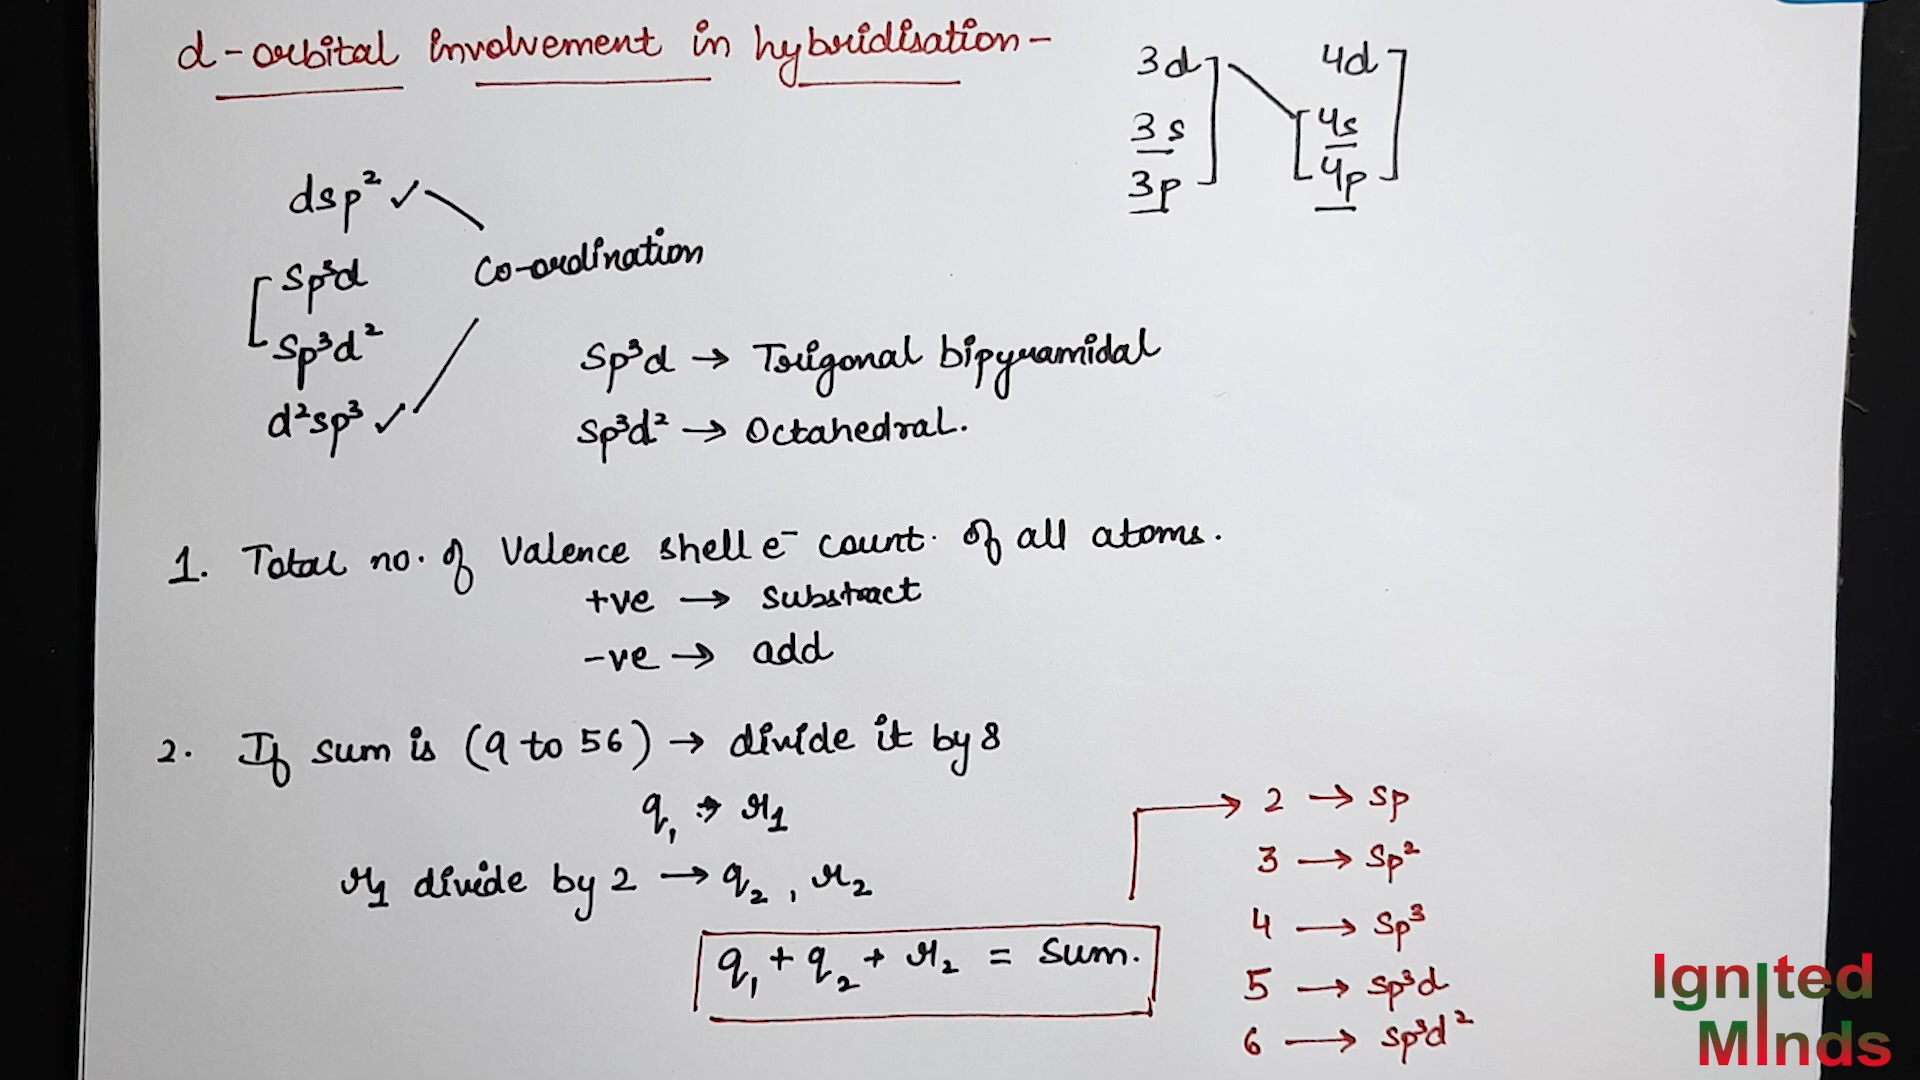 d-orbital involvement in hybridisation-
3d 4d
3s 4s
3p 4p
dsp² ✓
sp³d
sp³d²
d²sp³ ✓
Co-ordination
sp³d → Trigonal bipyramidal
sp³d² → Octahedral.
1. Total no. of Valence shell e⁻ count. of all atoms.
+ve → substract
-ve → add
2. If sum is (9 to 56) → divide it by 8
q₁ → r₁
r₁ divide by 2 → q₂, r₂
q₁ + q₂ + r₂ = sum.
2 → sp
3 → sp²
4 → sp³
5 → sp³d
6 → sp³d²
Ignited
Minds